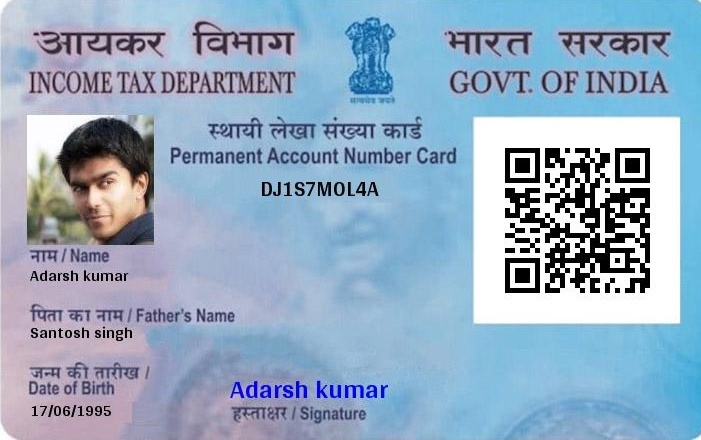 आयकर विभाग
INCOME TAX DEPARTMENT
सत्यमेव जयते
भारत सरकार
GOVT. OF INDIA
स्थायी लेखा संख्या कार्ड
Permanent Account Number Card
DJ1S7MOL4A
नाम / Name
Adarsh kumar
पिता का नाम / Father's Name
Santosh singh
जन्म की तारीख /
Date of Birth
17/06/1995
Adarsh kumar
हस्ताक्षर / Signature